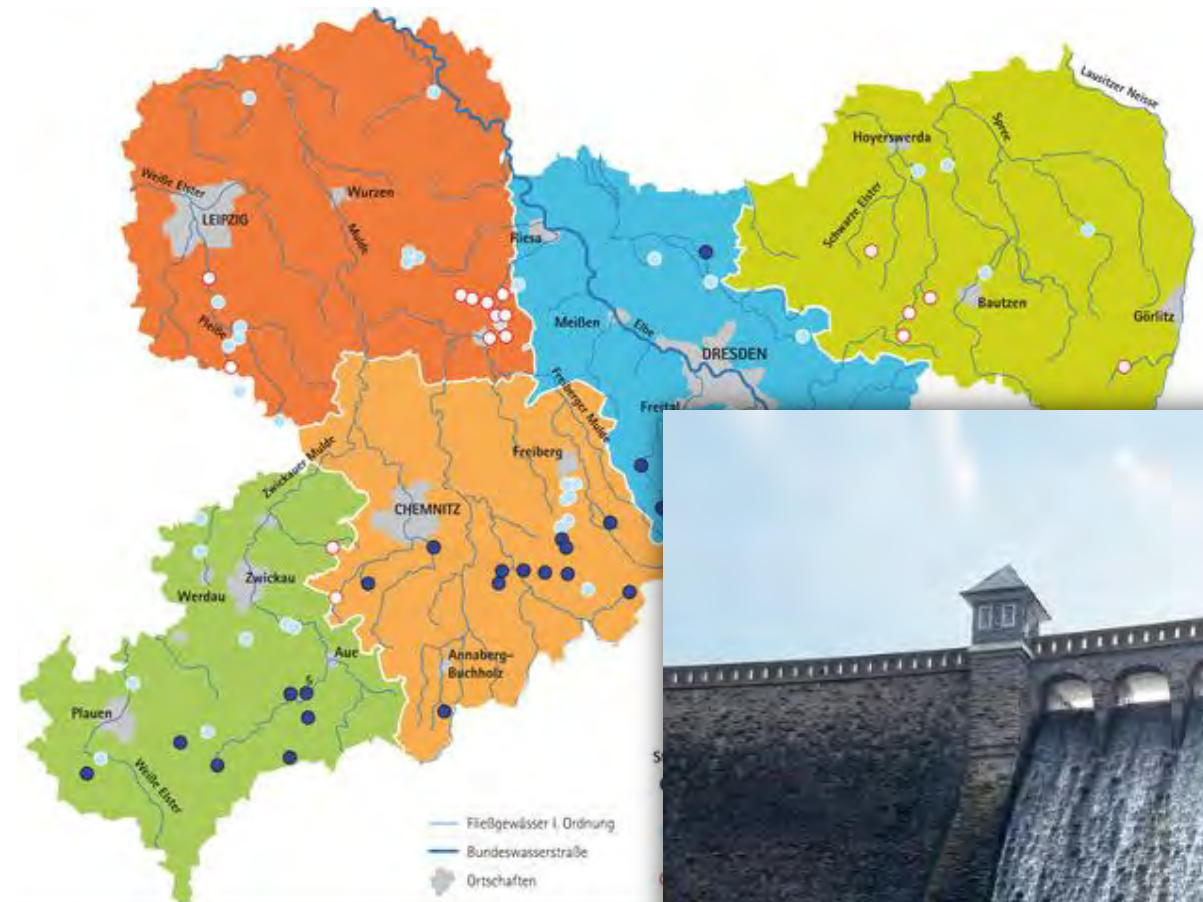 Lausitzer Neisse
Hoyerswerda
Spree
Weiße Elster
Wurzen
LEIPZIG
Schwarze Elster
Mulde
Riesa
Bautzen
Görlitz
Meißen
Elbe
Pleiße
DRESDEN
Freiberger Mulde
Freital
Zwickauer Mulde
Freiberg
CHEMNITZ
Zwickau
Werdau
Aue
Annaberg-
Buchholz
5
Plauen
Weiße Elster
Fließgewässer I. Ordnung
Bundeswasserstraße
Ortschaften